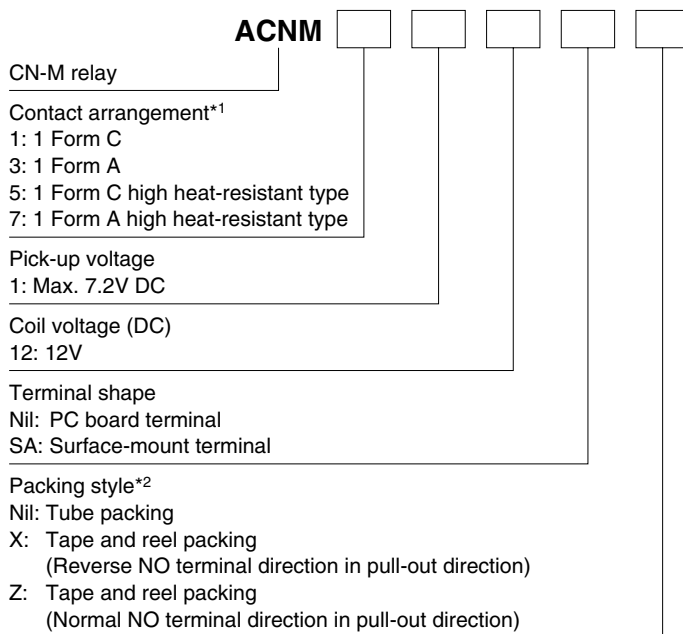 ACNM
CN-M relay
Contact arrangement*1
1: 1 Form C
3: 1 Form A
5: 1 Form C high heat-resistant type
7: 1 Form A high heat-resistant type
Pick-up voltage
1: Max. 7.2V DC
Coil voltage (DC)
12: 12V
Terminal shape
Nil: PC board terminal
SA: Surface-mount terminal
Packing style*2
Nil: Tube packing
X: Tape and reel packing
(Reverse NO terminal direction in pull-out direction)
Z: Tape and reel packing
(Normal NO terminal direction in pull-out direction)